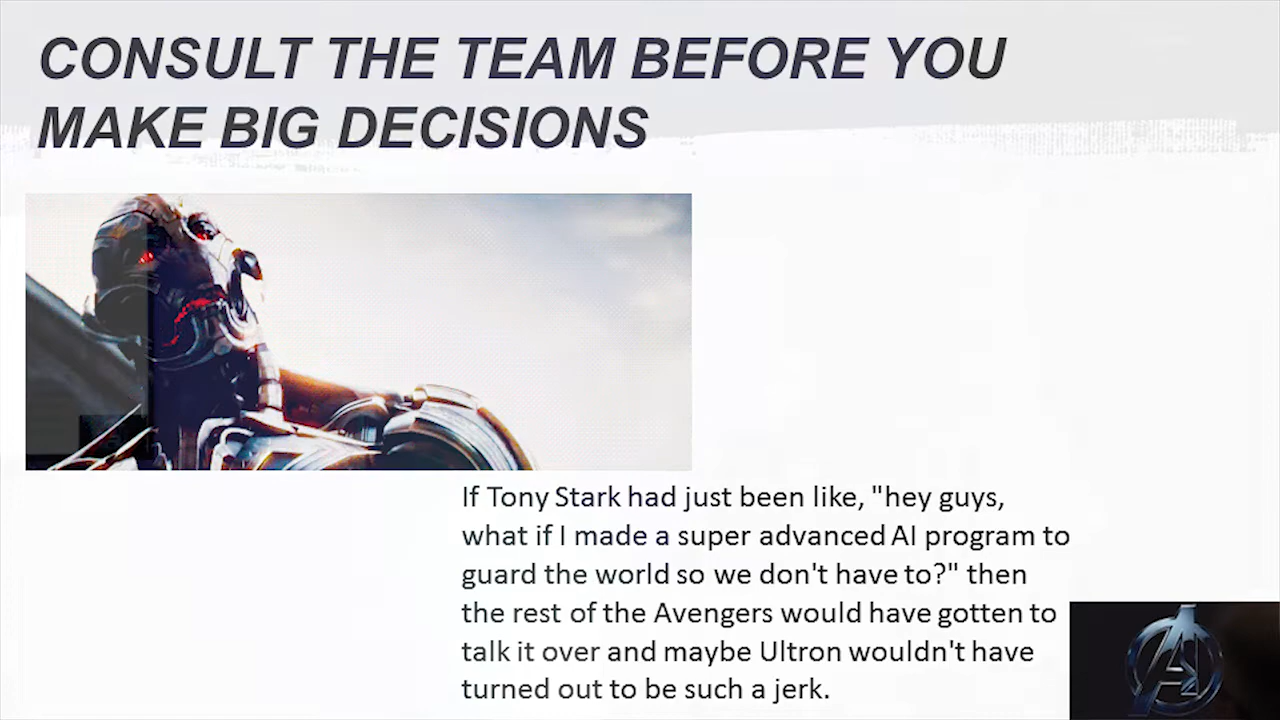 CONSULT THE TEAM BEFORE YOU
MAKE BIG DECISIONS
If Tony Stark had just been like, "hey guys,
what if I made a super advanced AI program to
guard the world so we don't have to?" then
the rest of the Avengers would have gotten to
talk it over and maybe Ultron wouldn't have
turned out to be such a jerk.